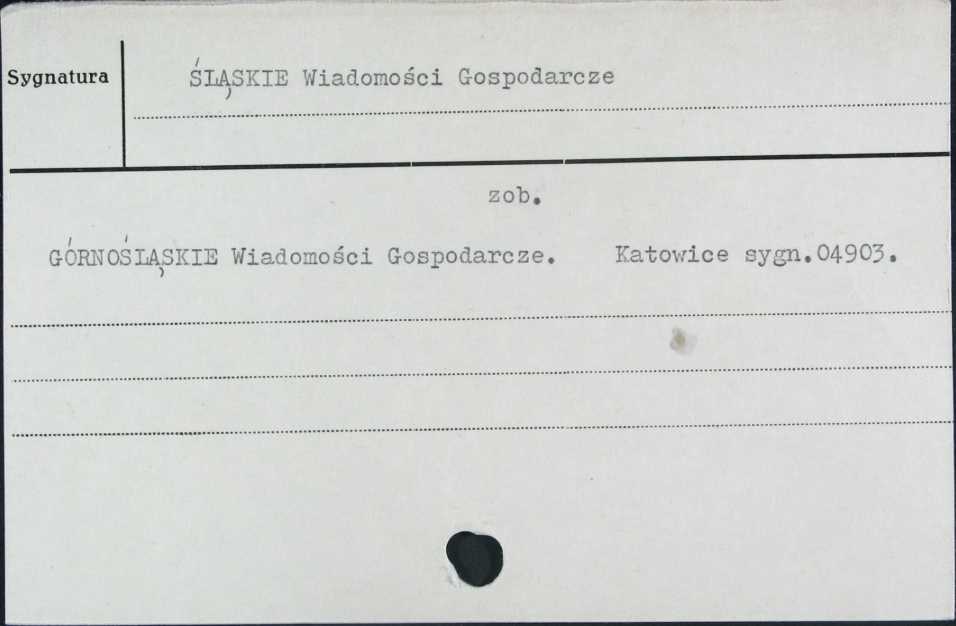 Sygnatura
ŚLĄSKIE Wiadomości Gospodarcze
zob.
GÓRNOŚLĄSKIE Wiadomości Gospodarcze. Katowice sygn.04903.